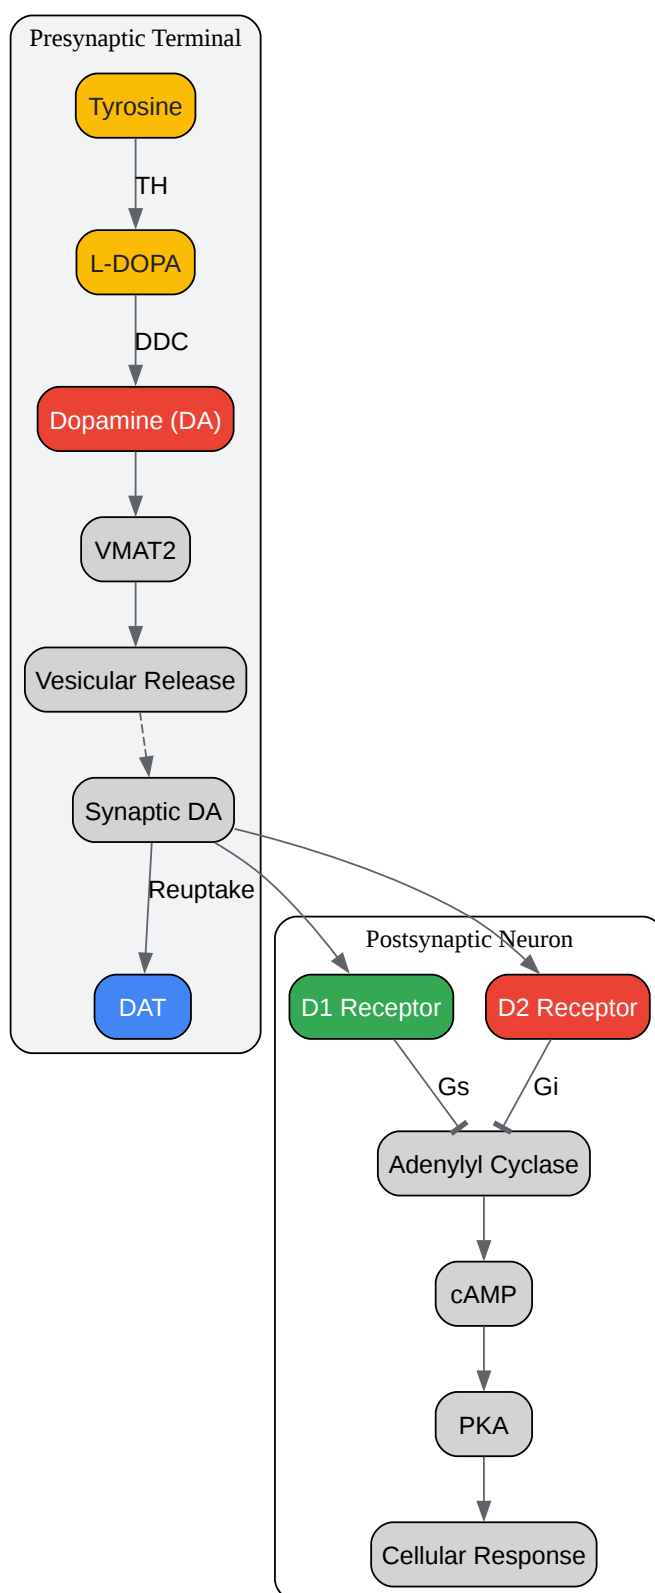 Presynaptic Terminal
Tyrosine
TH
L-DOPA
DDC
Dopamine (DA)
VMAT2
Vesicular Release
Synaptic DA
Reuptake
DAT
Postsynaptic Neuron
D1 Receptor
D2 Receptor
Gs
Gi
Adenylyl Cyclase
cAMP
PKA
Cellular Response